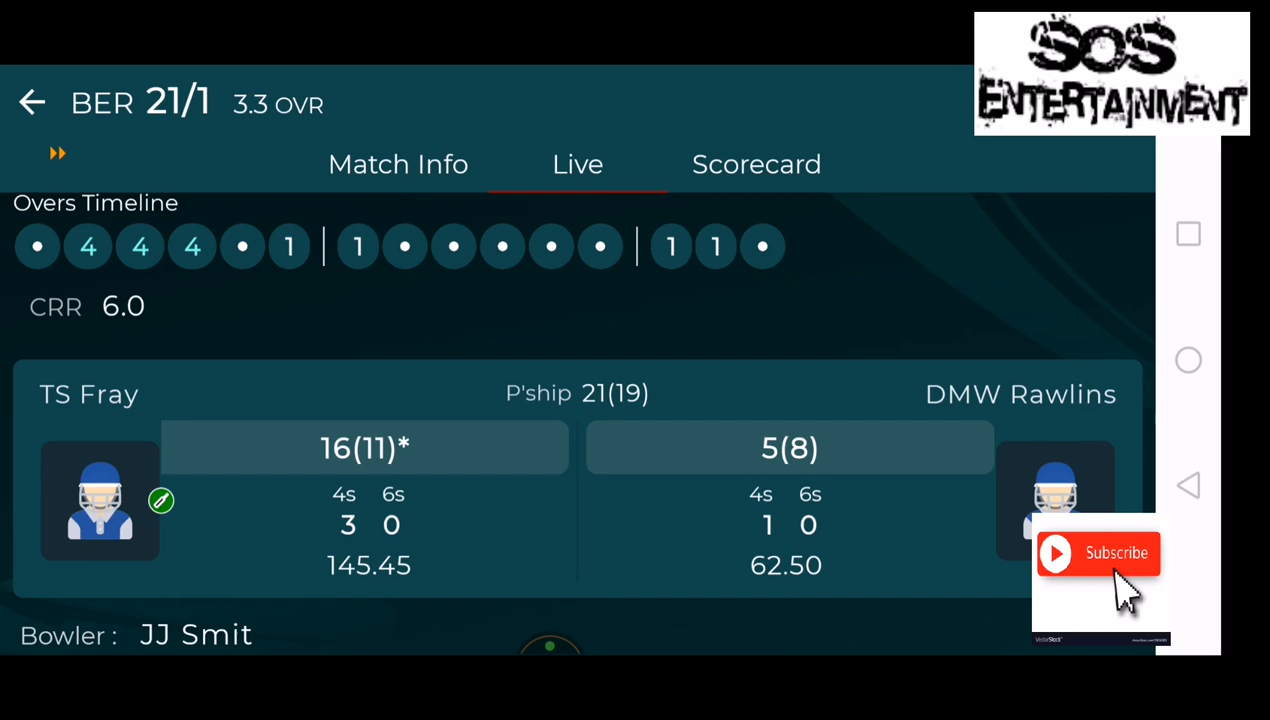 SOS
ENTERTAINMENT
BER 21/1 3.3 OVR
Match Info Live Scorecard
Overs Timeline
• 4 4 4 • 1 | 1 • • • • • | 1 1 •
CRR 6.0
TS Fray P'ship 21(19) DMW Rawlins
16(11)* 5(8)
4s 6s 4s 6s
3 0 1 0
145.45 62.50
Subscribe
Bowler : JJ Smit
VectorStock